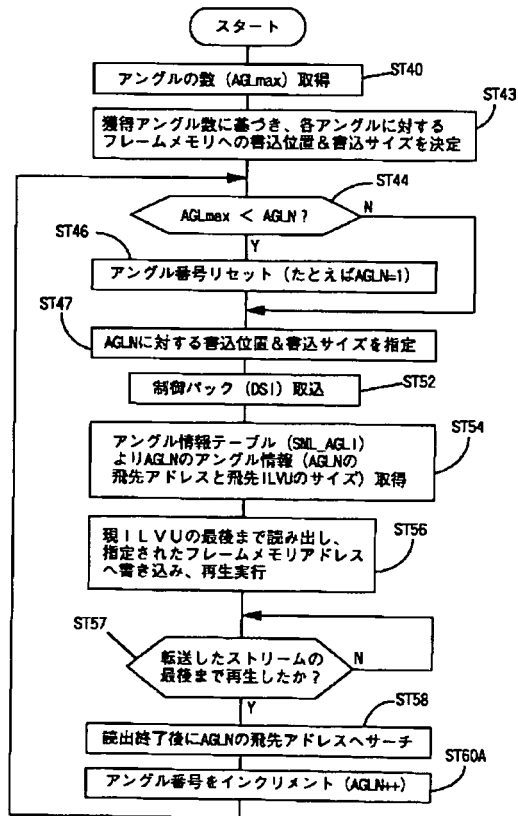 スタート
アングルの数 (AGLmax) 取得
ST40
ST43
獲得アングル数に基づき、各アングルに対する
フレームメモリへの書込位置&書込サイズを決定
ST44
AGLmax < AGLN ?
N
ST46
Y
アングル番号リセット (たとえばAGLN=1)
ST47
AGLNに対する書込位置&書込サイズを指定
制御パック (DSI) 取込
ST52
ST54
アングル情報テーブル (SML_AGLI)
よりAGLNのアングル情報 (AGLNの
飛先アドレスと飛先ILVUのサイズ) 取得
ST56
現ILVUの最後まで読み出し、
指定されたフレームメモリアドレス
へ書き込み、再生実行
ST57
転送したストリームの
最後まで再生したか?
N
Y
ST58
読出終了後にAGLNの飛先アドレスへサーチ
ST60A
アングル番号をインクリメント (AGLN++)